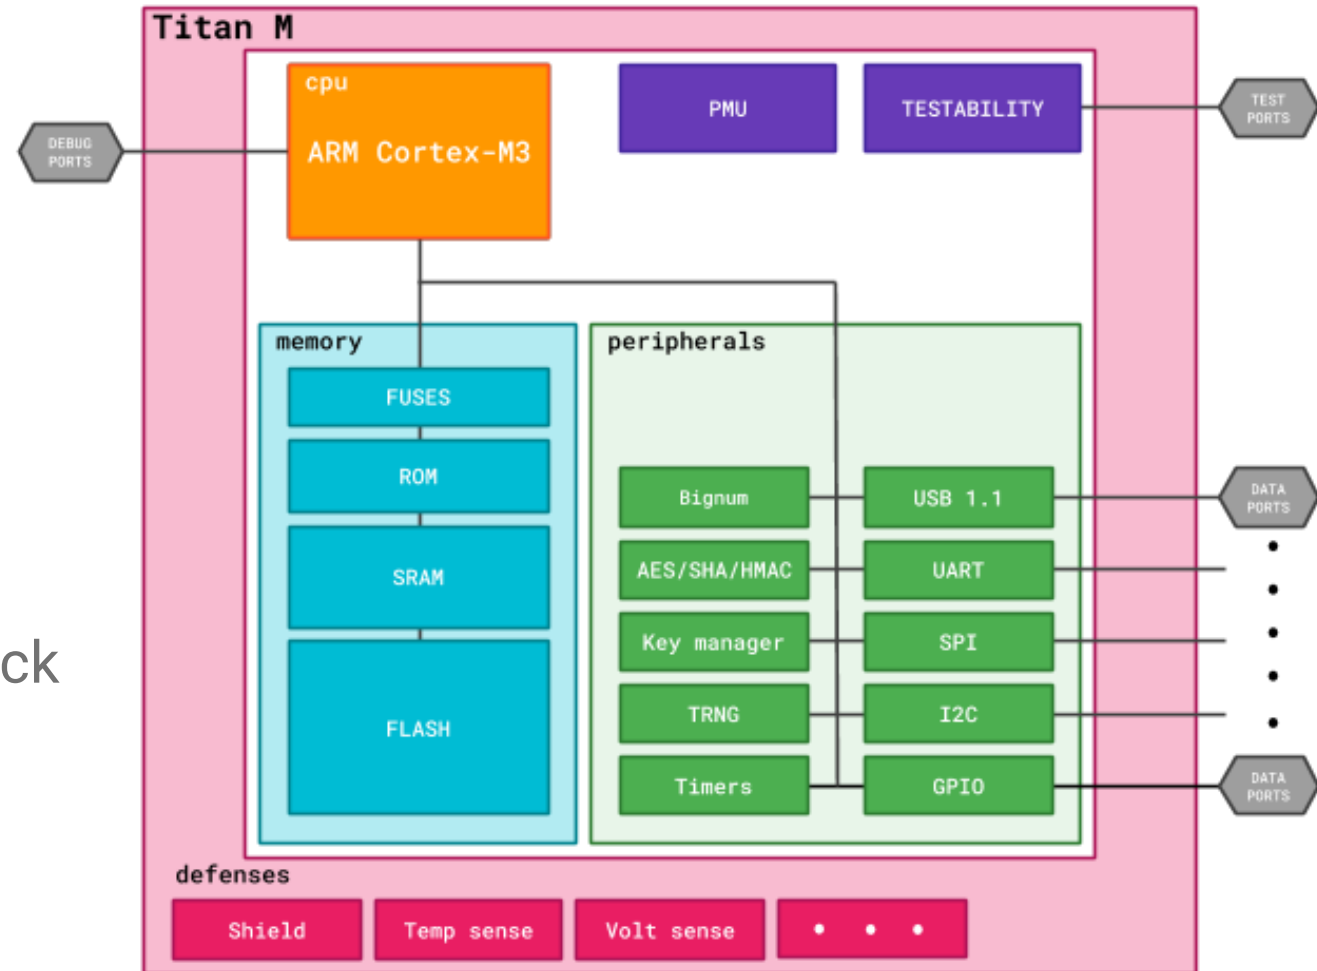 Titan M
cpu
ARM Cortex-M3
PMU
TESTABILITY
TEST
PORTS
DEBUG
PORTS
memory
FUSES
ROM
SRAM
FLASH
peripherals
Bignum
USB 1.1
AES/SHA/HMAC
UART
Key manager
SPI
TRNG
I2C
Timers
GPIO
DATA
PORTS
DATA
PORTS
ck
defenses
Shield
Temp sense
Volt sense
• • •